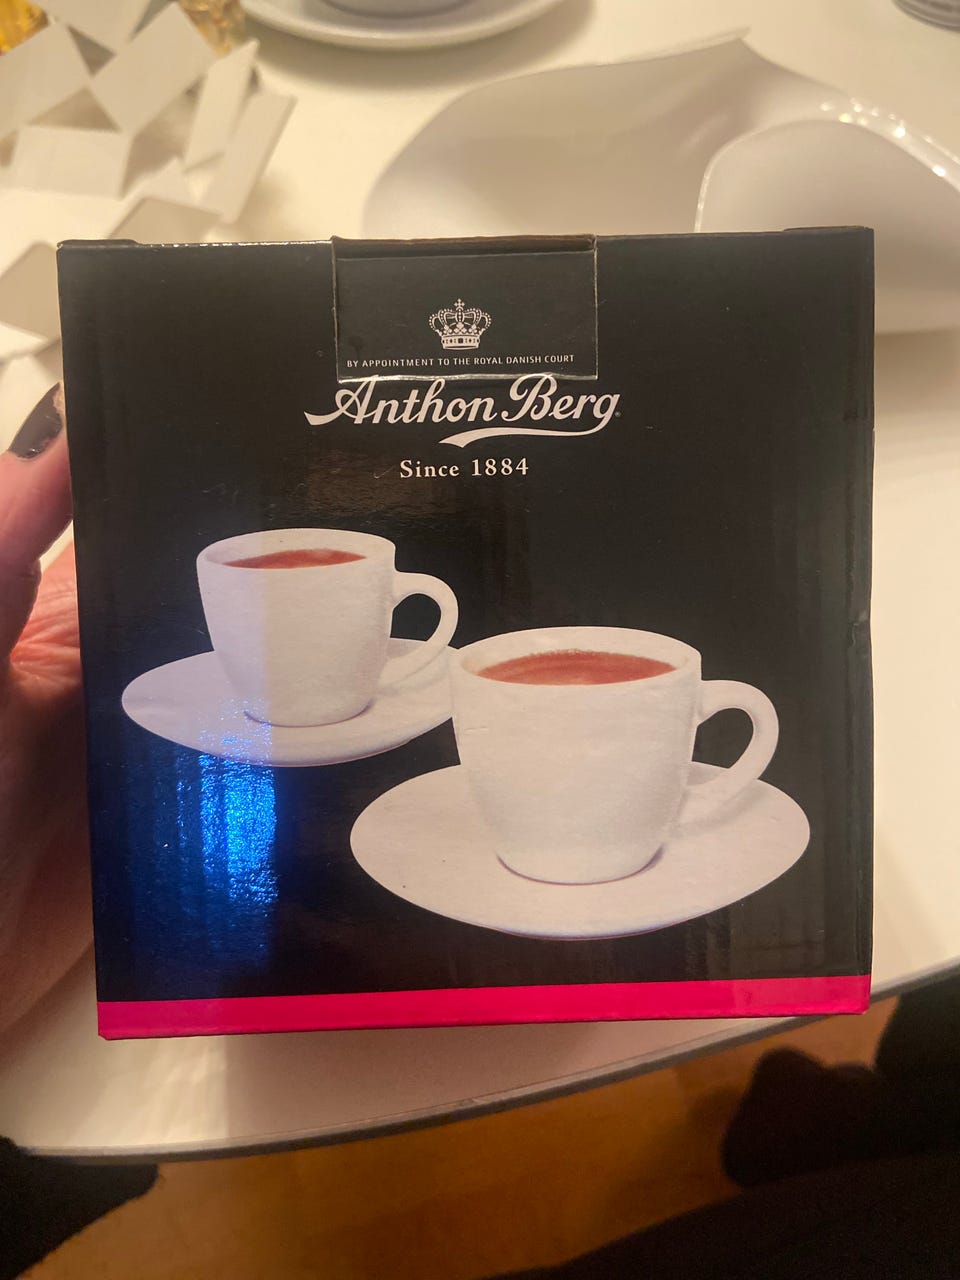 BY APPOINTMENT TO THE ROYAL DANISH COURT
Anthon Berg
Since 1884